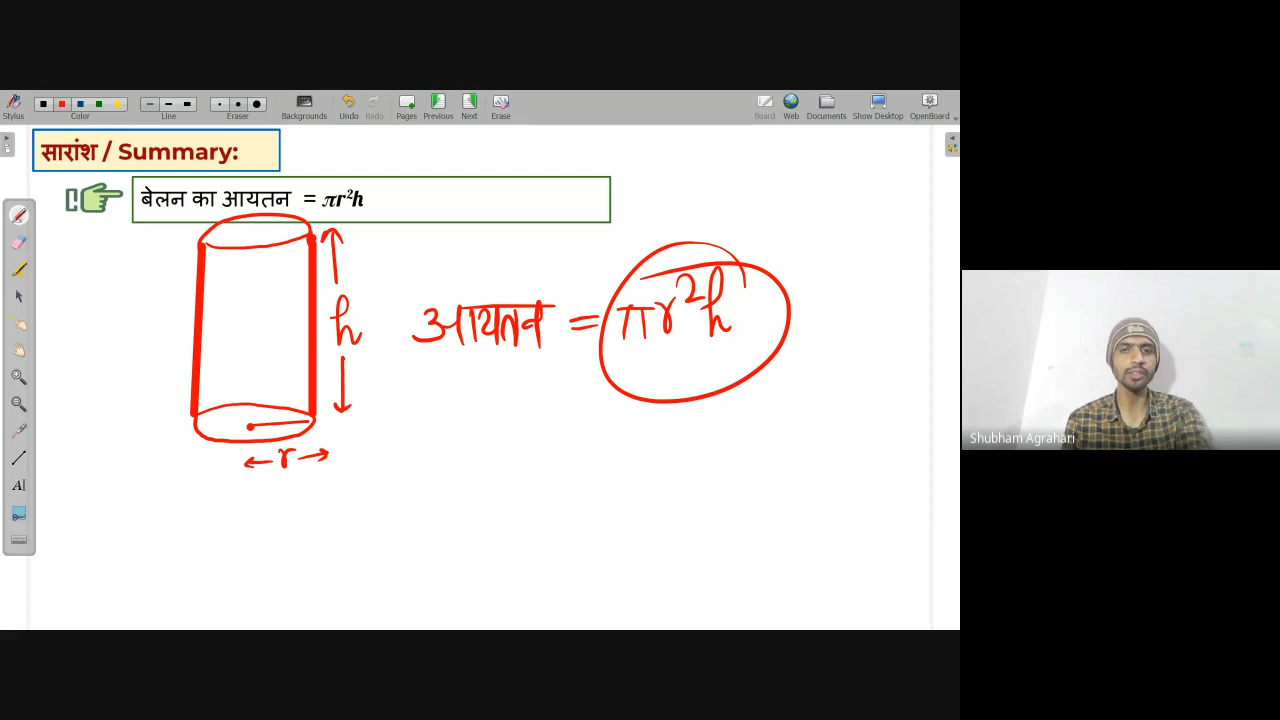 Stylus
Color
Line
Eraser
Backgrounds
Undo
Redo
Pages
Previous
Next
Erase
Board
Web
Documents
Show Desktop
OpenBoard
सारांश / Summary:
बेलन का आयतन = πr²h
h
आयतन = πr²h
r
AI
Shubham Agrahari